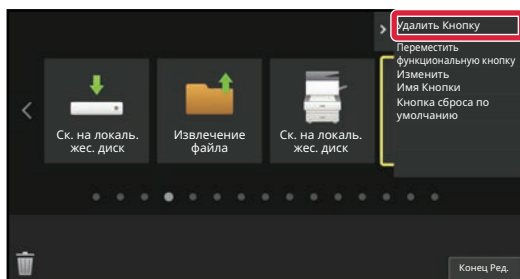 Удалить Кнопку
Переместить
функциональную кнопку
Изменить
Имя Кнопки
Кнопка сброса по
умолчанию
Ск. на локаль.
жес. диск
Извлечение
файла
Ск. на локаль.
жес. диск
Конец Ред.